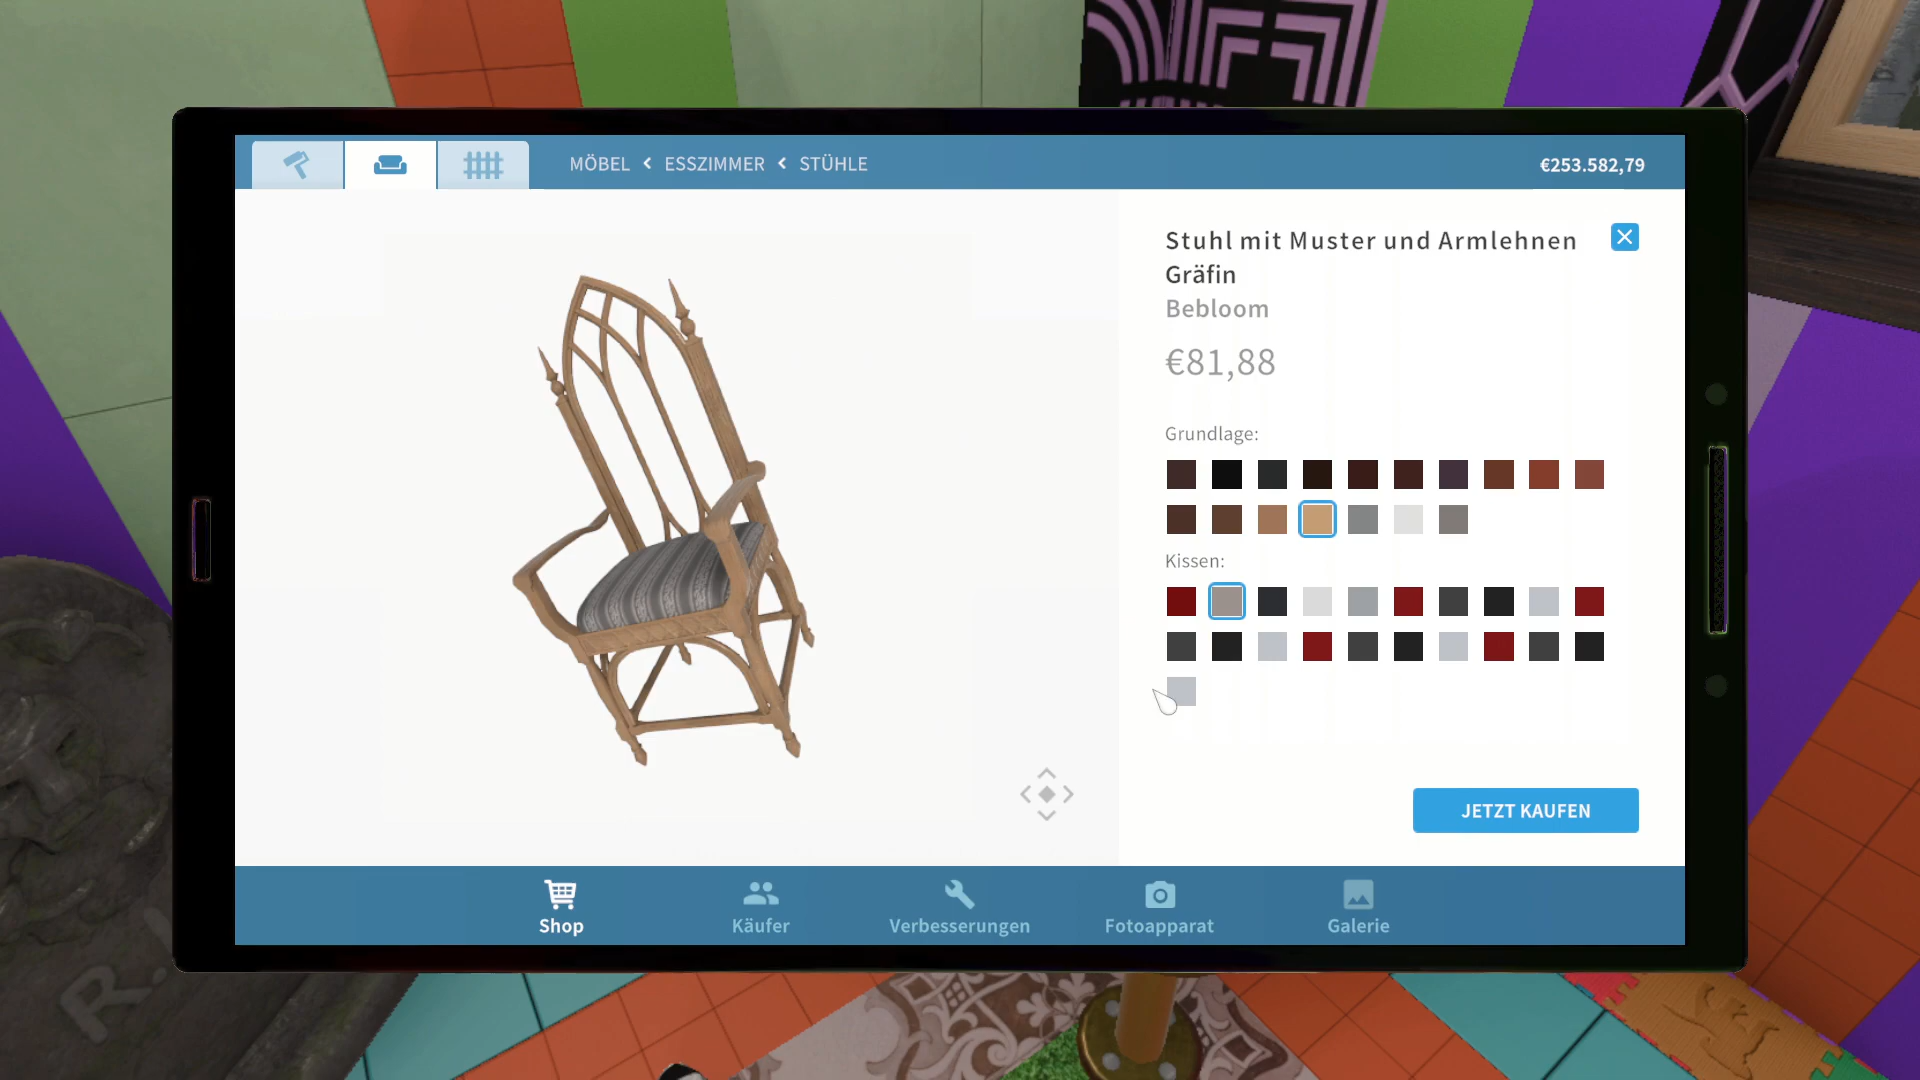 MÖBEL < ESSZIMMER < STÜHLE
€253.582,79
Stuhl mit Muster und Armlehnen
Gräfin
Bebloom
€81,88
Grundlage:
Kissen:
JETZT KAUFEN
Shop
Käufer
Verbesserungen
Fotoapparat
Galerie
R.I